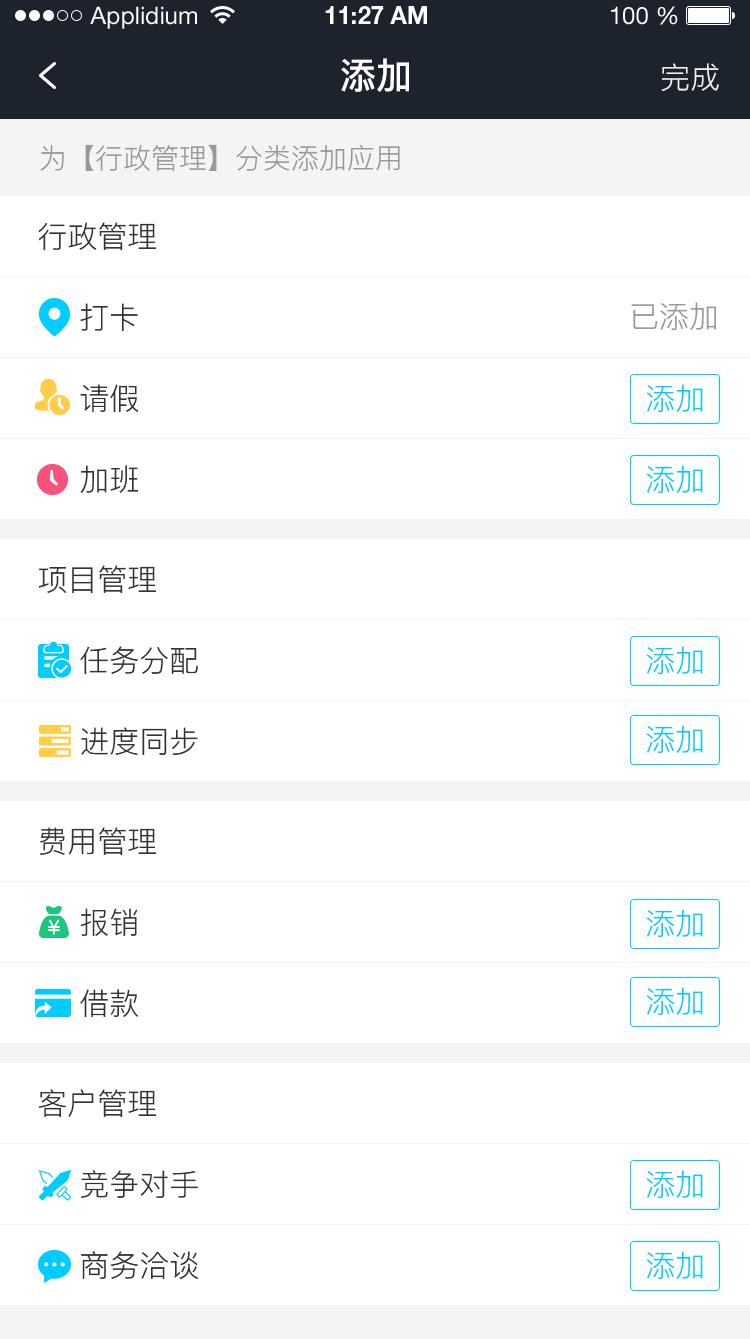 Applidium 11:27 AM 100 %
添加 完成
为【行政管理】分类添加应用
行政管理
打卡 已添加
请假 添加
加班 添加
项目管理
任务分配 添加
进度同步 添加
费用管理
¥ 报销 添加
借款 添加
客户管理
竞争对手 添加
商务洽谈 添加